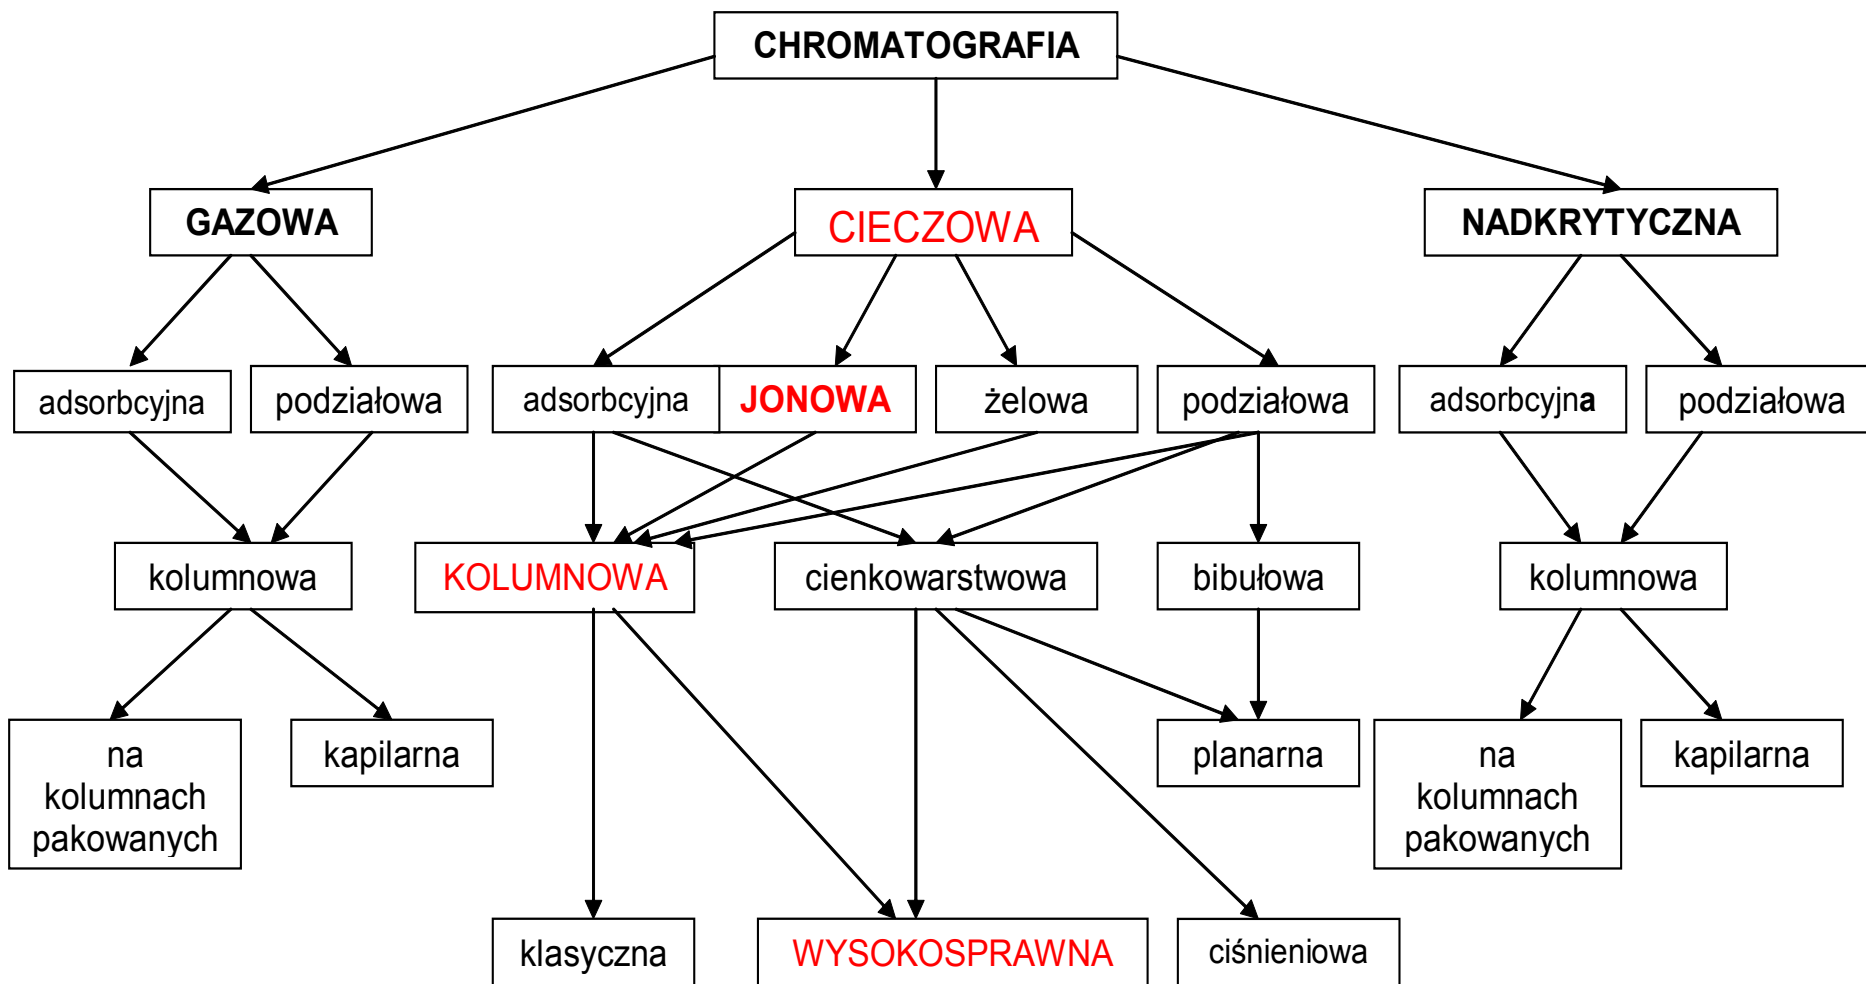 CHROMATOGRAFIA
GAZOWA
CIECZOWA
NADKRYTYCZNA
adsorbcyjna
podziałowa
adsorbcyjna
JONOWA
żelowa
podziałowa
adsorbcyjna
podziałowa
kolumnowa
KOLUMNOWA
cienkowarstwowa
bibułowa
kolumnowa
na
kolumnach
pakowanych
kapilarna
planarna
na
kolumnach
pakowanych
kapilarna
klasyczna
WYSOKOSPRAWNA
ciśnieniowa